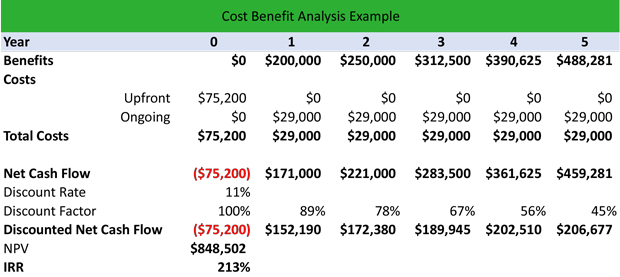 Cost Benefit Analysis Example
Year 0 1 2 3 4 5
Benefits $0 $200,000 $250,000 $312,500 $390,625 $488,281
Costs
Upfront $75,200 $0 $0 $0 $0 $0
Ongoing $0 $29,000 $29,000 $29,000 $29,000 $29,000
Total Costs $75,200 $29,000 $29,000 $29,000 $29,000 $29,000
Net Cash Flow ($75,200) $171,000 $221,000 $283,500 $361,625 $459,281
Discount Rate 11%
Discount Factor 100% 89% 78% 67% 56% 45%
Discounted Net Cash Flow ($75,200) $152,190 $172,380 $189,945 $202,510 $206,677
NPV $848,502
IRR 213%